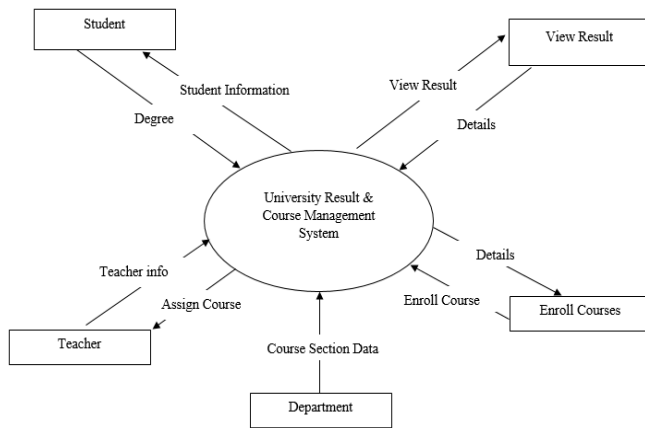 Student
View Result
Student Information
View Result
Degree
Details
University Result &
Course Management
System
Teacher info
Details
Assign Course
Enroll Course
Enroll Courses
Teacher
Course Section Data
Department